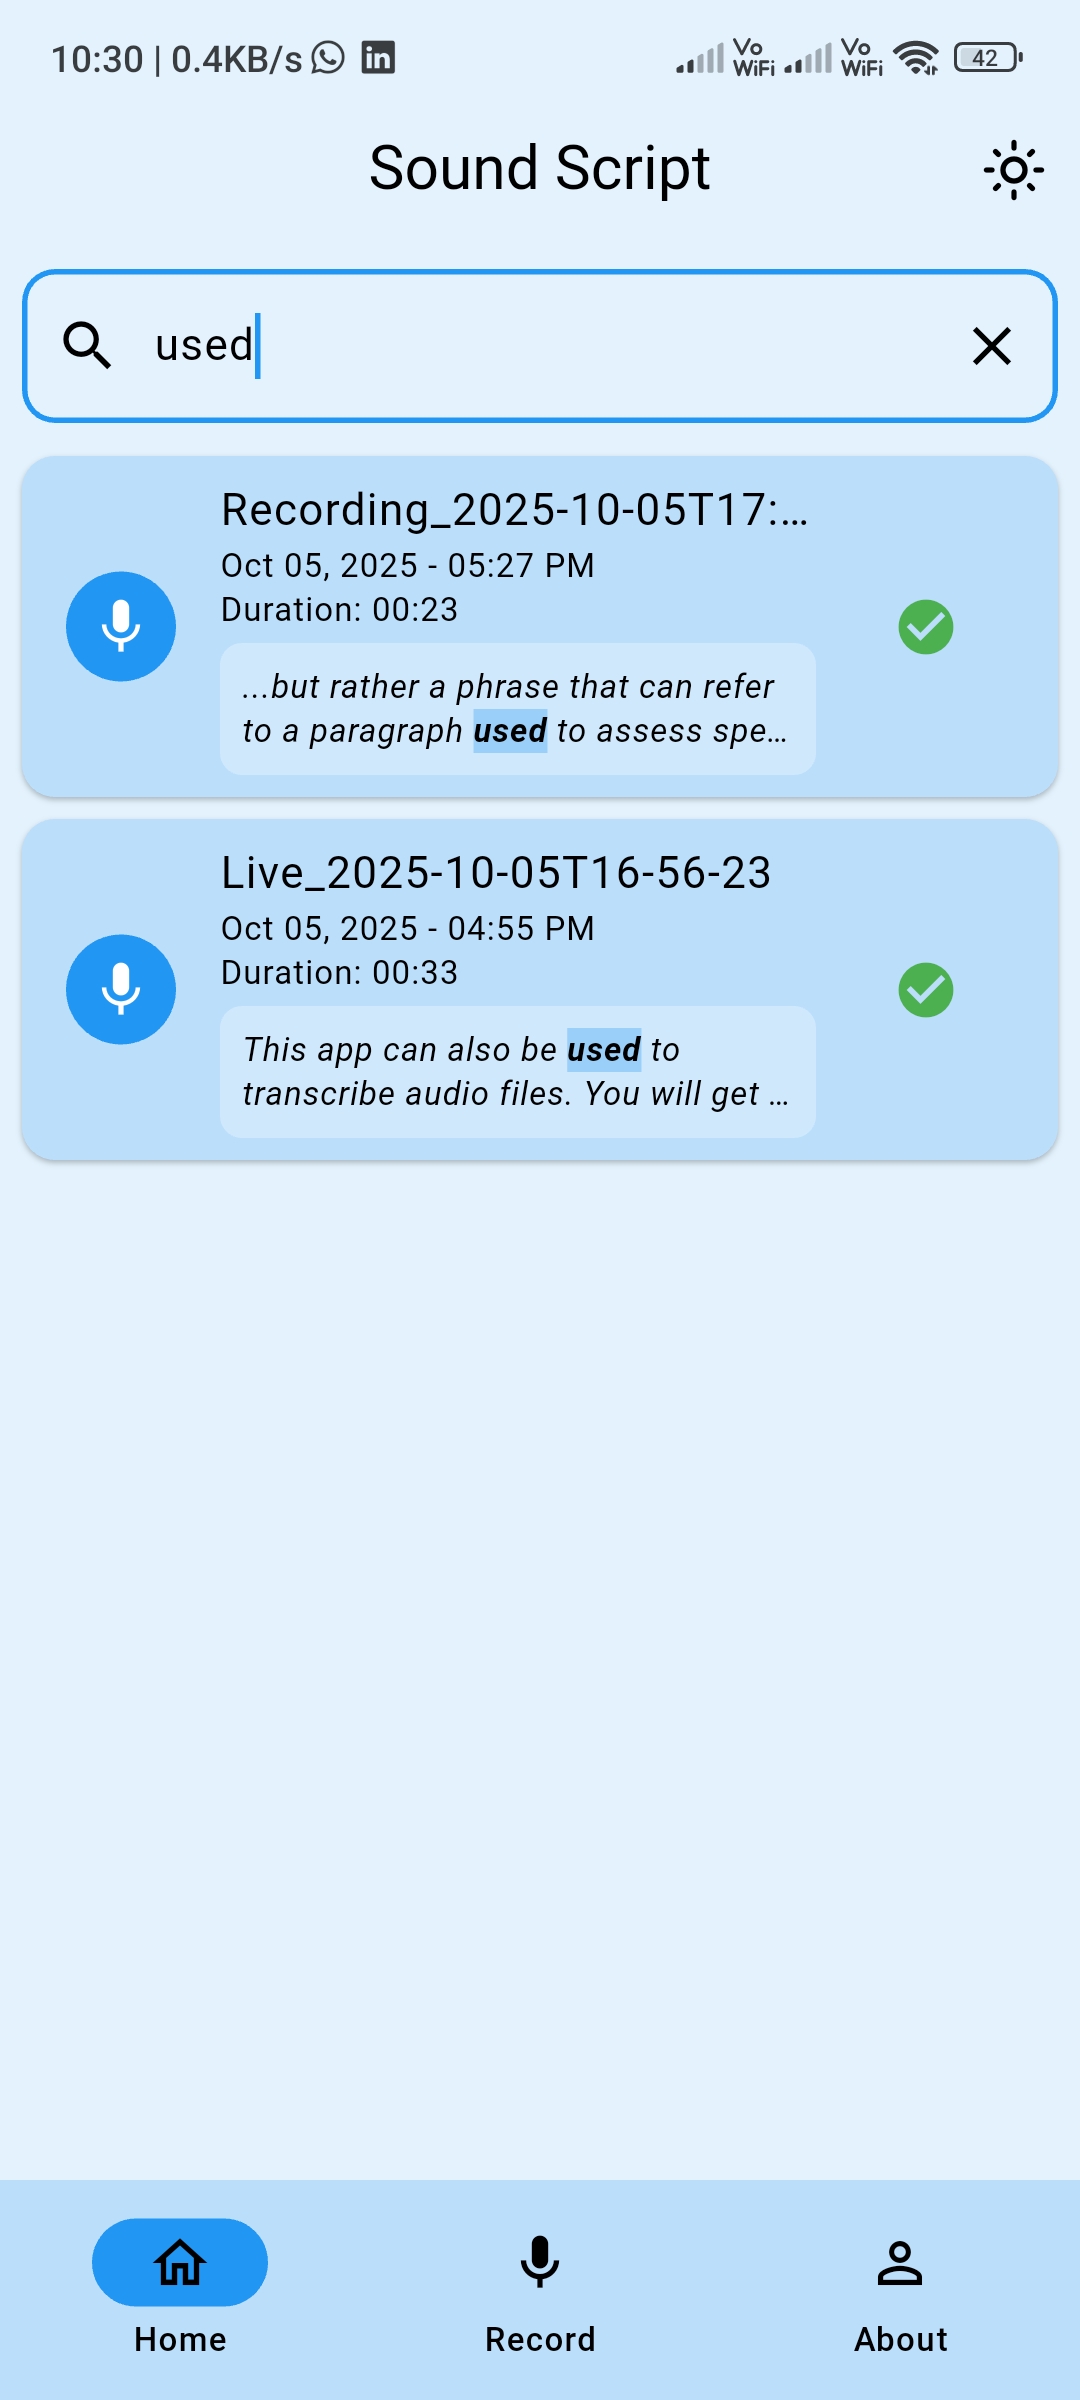 10:30 | 0.4KB/s in Vo WiFi Vo WiFi 42
Sound Script
used
Recording_2025-10-05T17:...
Oct 05, 2025 - 05:27 PM
Duration: 00:23
...but rather a phrase that can refer
to a paragraph used to assess spe...
Live_2025-10-05T16-56-23
Oct 05, 2025 - 04:55 PM
Duration: 00:33
This app can also be used to
transcribe audio files. You will get ...
Home Record About